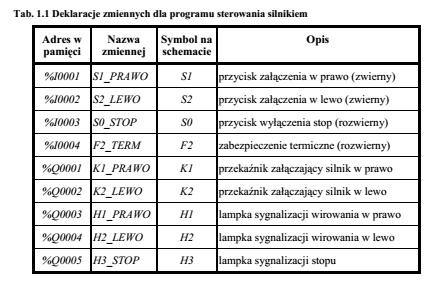 Tab. 1.1 Deklaracje zmiennych dla programu sterowania silnikiem
Adres w pamięci Nazwa zmiennej Symbol na schemacie Opis
%I0001 S1_PRAWO S1 przycisk załączenia w prawo (zwierny)
%I0002 S2_LEWO S2 przycisk załączenia w lewo (zwierny)
%I0003 S0_STOP S0 przycisk wyłączenia stop (rozwierny)
%I0004 F2_TERM F2 zabezpieczenie termiczne (rozwierny)
%Q0001 K1_PRAWO K1 przekaźnik załączający silnik w prawo
%Q0002 K2_LEWO K2 przekaźnik załączający silnik w lewo
%Q0003 H1_PRAWO H1 lampka sygnalizacji wirowania w prawo
%Q0004 H2_LEWO H2 lampka sygnalizacji wirowania w lewo
%Q0005 H3_STOP H3 lampka sygnalizacji stopu